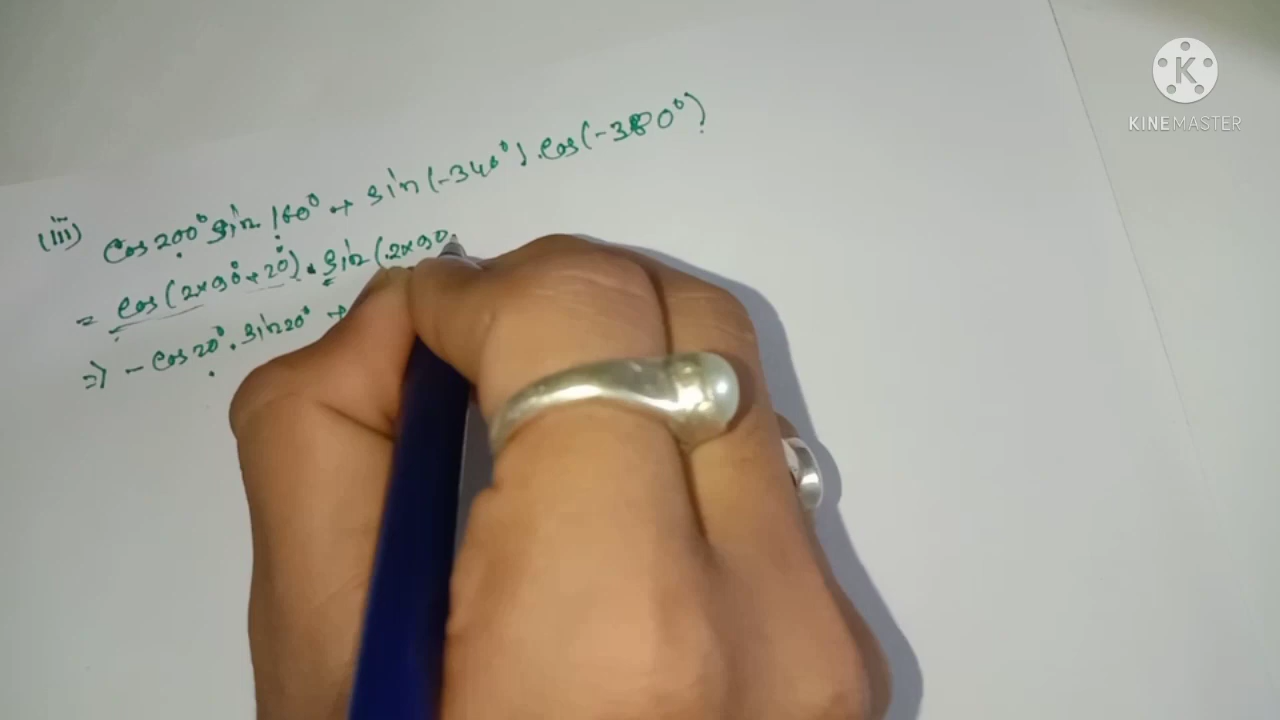 (iii) Cos 200° sin 160° + sin (-340°) . Cos (-380°)
= Cos (2×90°+20°) . sin (2×90
=) - Cos 20° . sin 20° +
K
KINEMASTER